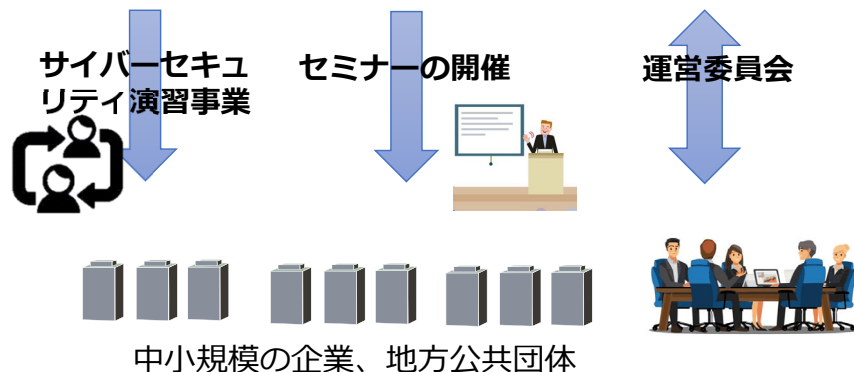 サイバーセキュ
リティ演習事業
セミナーの開催
運営委員会
中小規模の企業、地方公共団体